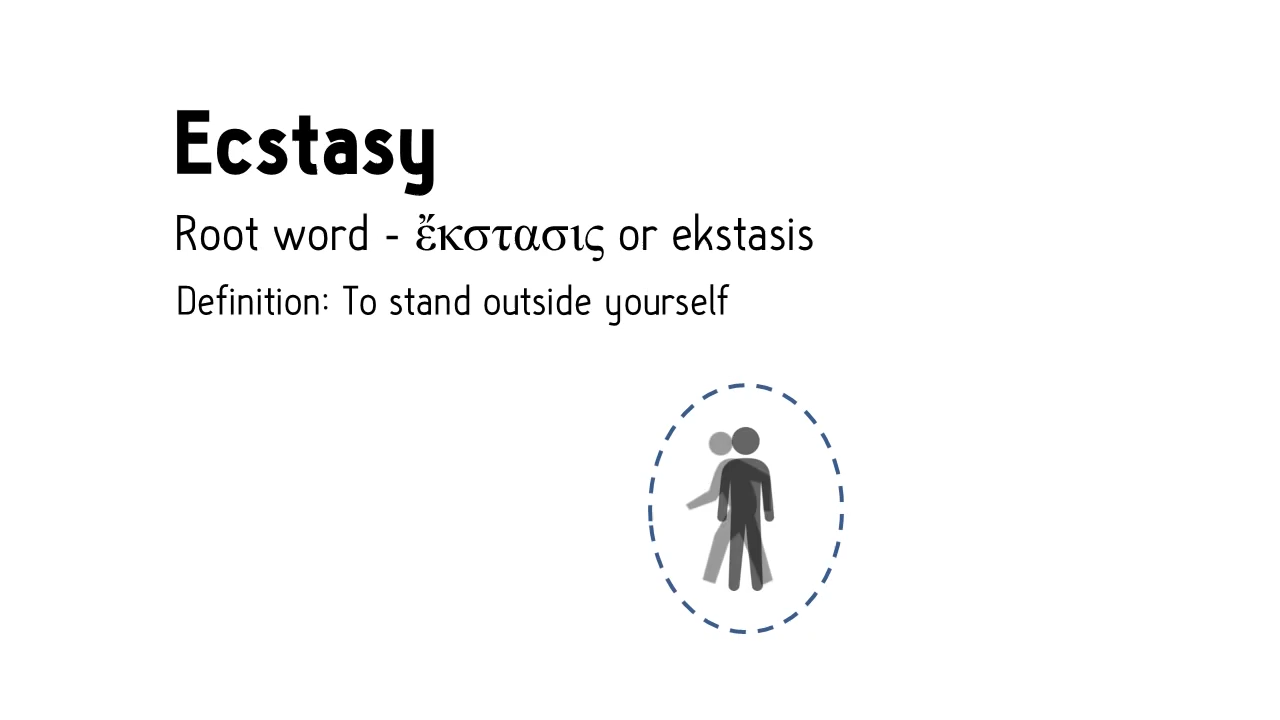 Ecstasy
Root word - ἔκστασις or ekstasis
Definition: To stand outside yourself